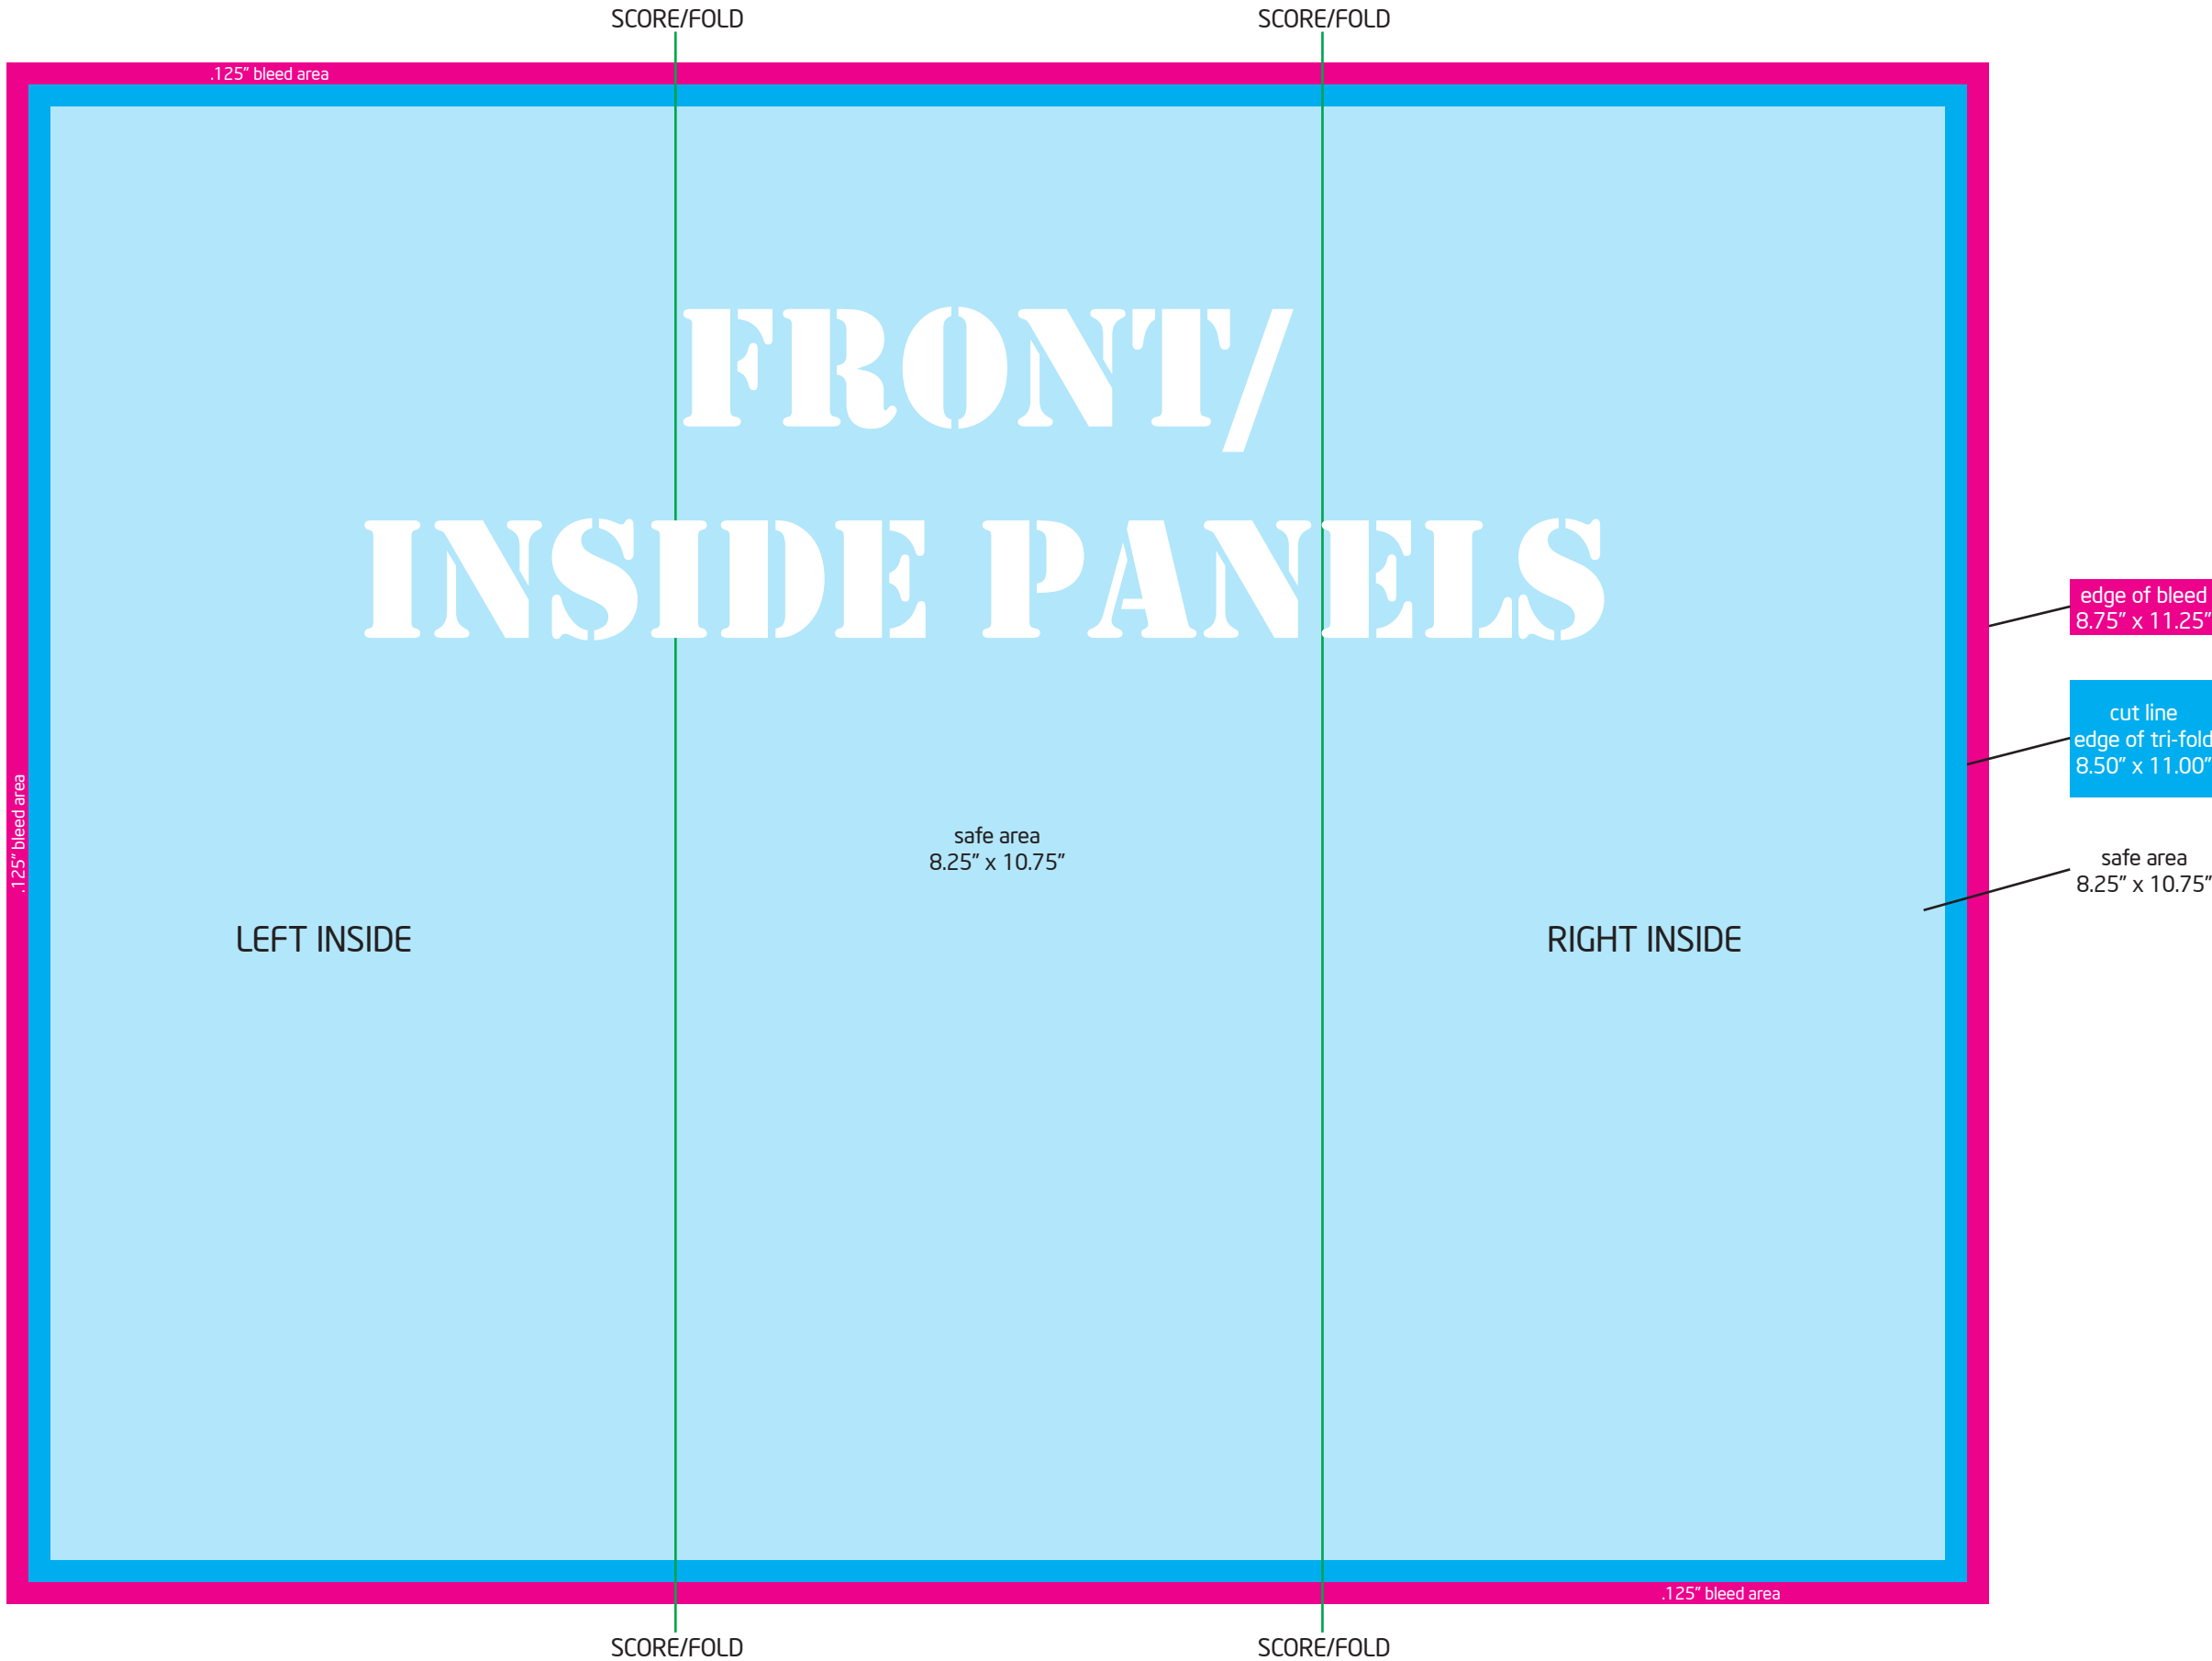 SCORE/FOLD
SCORE/FOLD
.125” bleed area
FRONT/
INSIDE PANELS
edge of bleed
8.75” x 11.25”
cut line
edge of tri-fold
8.50” x 11.00”
.125” bleed area
safe area
8.25” x 10.75”
safe area
8.25” x 10.75”
LEFT INSIDE
RIGHT INSIDE
.125” bleed area
SCORE/FOLD
SCORE/FOLD